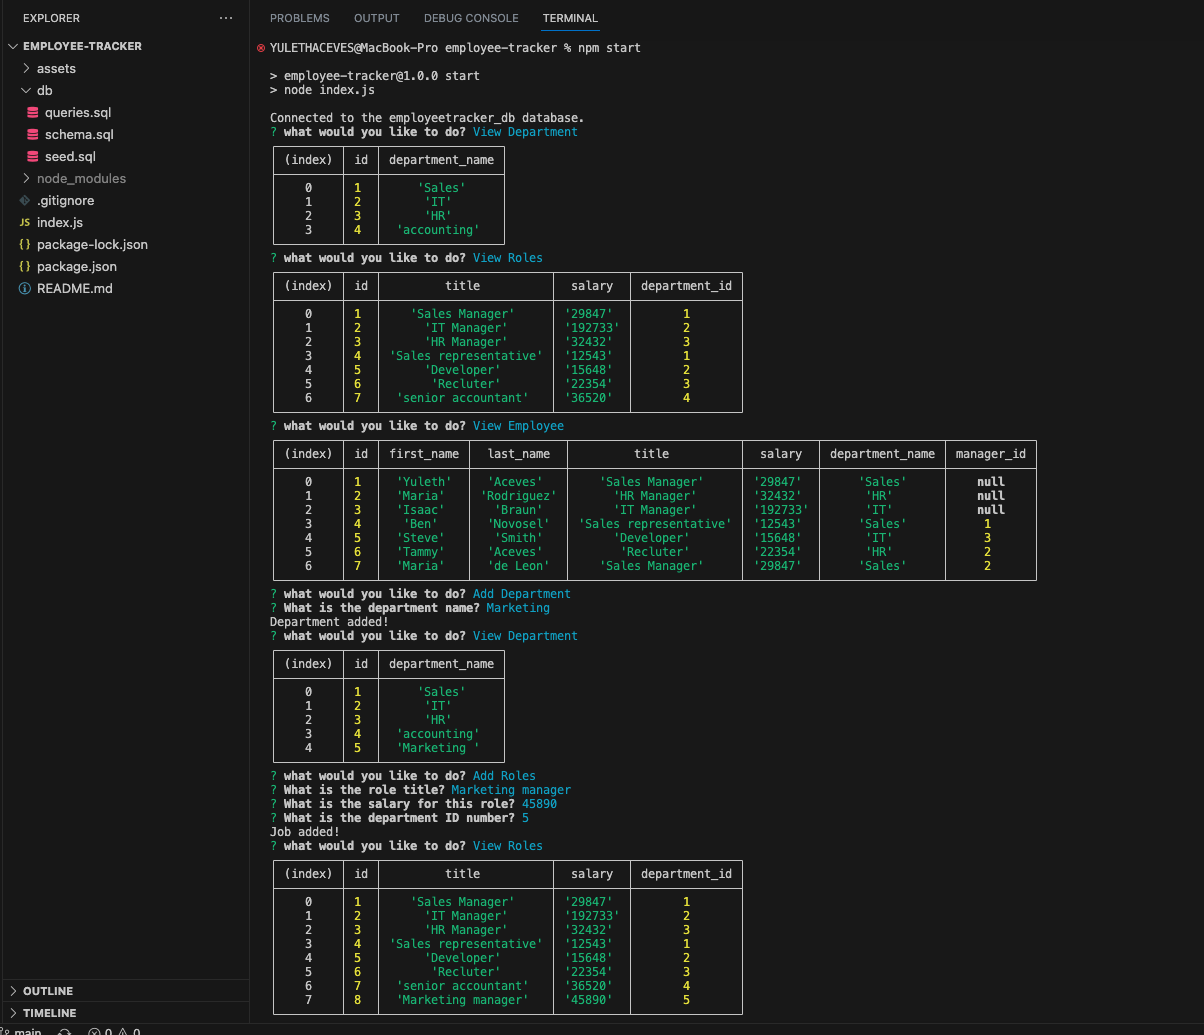 EXPLORER
EMPLOYEE-TRACKER
assets
db
queries.sql
schema.sql
seed.sql
node_modules
.gitignore
JS index.js
{} package-lock.json
{} package.json
README.md
OUTLINE
TIMELINE
main 0 0
PROBLEMS OUTPUT DEBUG CONSOLE TERMINAL
YULETHACEVES@MacBook-Pro employee-tracker % npm start
> employee-tracker@1.0.0 start
> node index.js
Connected to the employeetracker_db database.
? what would you like to do? View Department
(index) id department_name
0 1 'Sales'
1 2 'IT'
2 3 'HR'
3 4 'accounting'
? what would you like to do? View Roles
(index) id title salary department_id
0 1 'Sales Manager' '29847' 1
1 2 'IT Manager' '192733' 2
2 3 'HR Manager' '32432' 3
3 4 'Sales representative' '12543' 1
4 5 'Developer' '15648' 2
5 6 'Recluter' '22354' 3
6 7 'senior accountant' '36520' 4
? what would you like to do? View Employee
(index) id first_name last_name title salary department_name manager_id
0 1 'Yuleth' 'Aceves' 'Sales Manager' '29847' 'Sales' null
1 2 'Maria' 'Rodriguez' 'HR Manager' '32432' 'HR' null
2 3 'Isaac' 'Braun' 'IT Manager' '192733' 'IT' null
3 4 'Ben' 'Novosel' 'Sales representative' '12543' 'Sales' 1
4 5 'Steve' 'Smith' 'Developer' '15648' 'IT' 3
5 6 'Tammy' 'Aceves' 'Recluter' '22354' 'HR' 2
6 7 'Maria' 'de Leon' 'Sales Manager' '29847' 'Sales' 2
? what would you like to do? Add Department
? What is the department name? Marketing
Department added!
? what would you like to do? View Department
(index) id department_name
0 1 'Sales'
1 2 'IT'
2 3 'HR'
3 4 'accounting'
4 5 'Marketing '
? what would you like to do? Add Roles
? What is the role title? Marketing manager
? What is the salary for this role? 45890
? What is the department ID number? 5
Job added!
? what would you like to do? View Roles
(index) id title salary department_id
0 1 'Sales Manager' '29847' 1
1 2 'IT Manager' '192733' 2
2 3 'HR Manager' '32432' 3
3 4 'Sales representative' '12543' 1
4 5 'Developer' '15648' 2
5 6 'Recluter' '22354' 3
6 7 'senior accountant' '36520' 4
7 8 'Marketing manager' '45890' 5